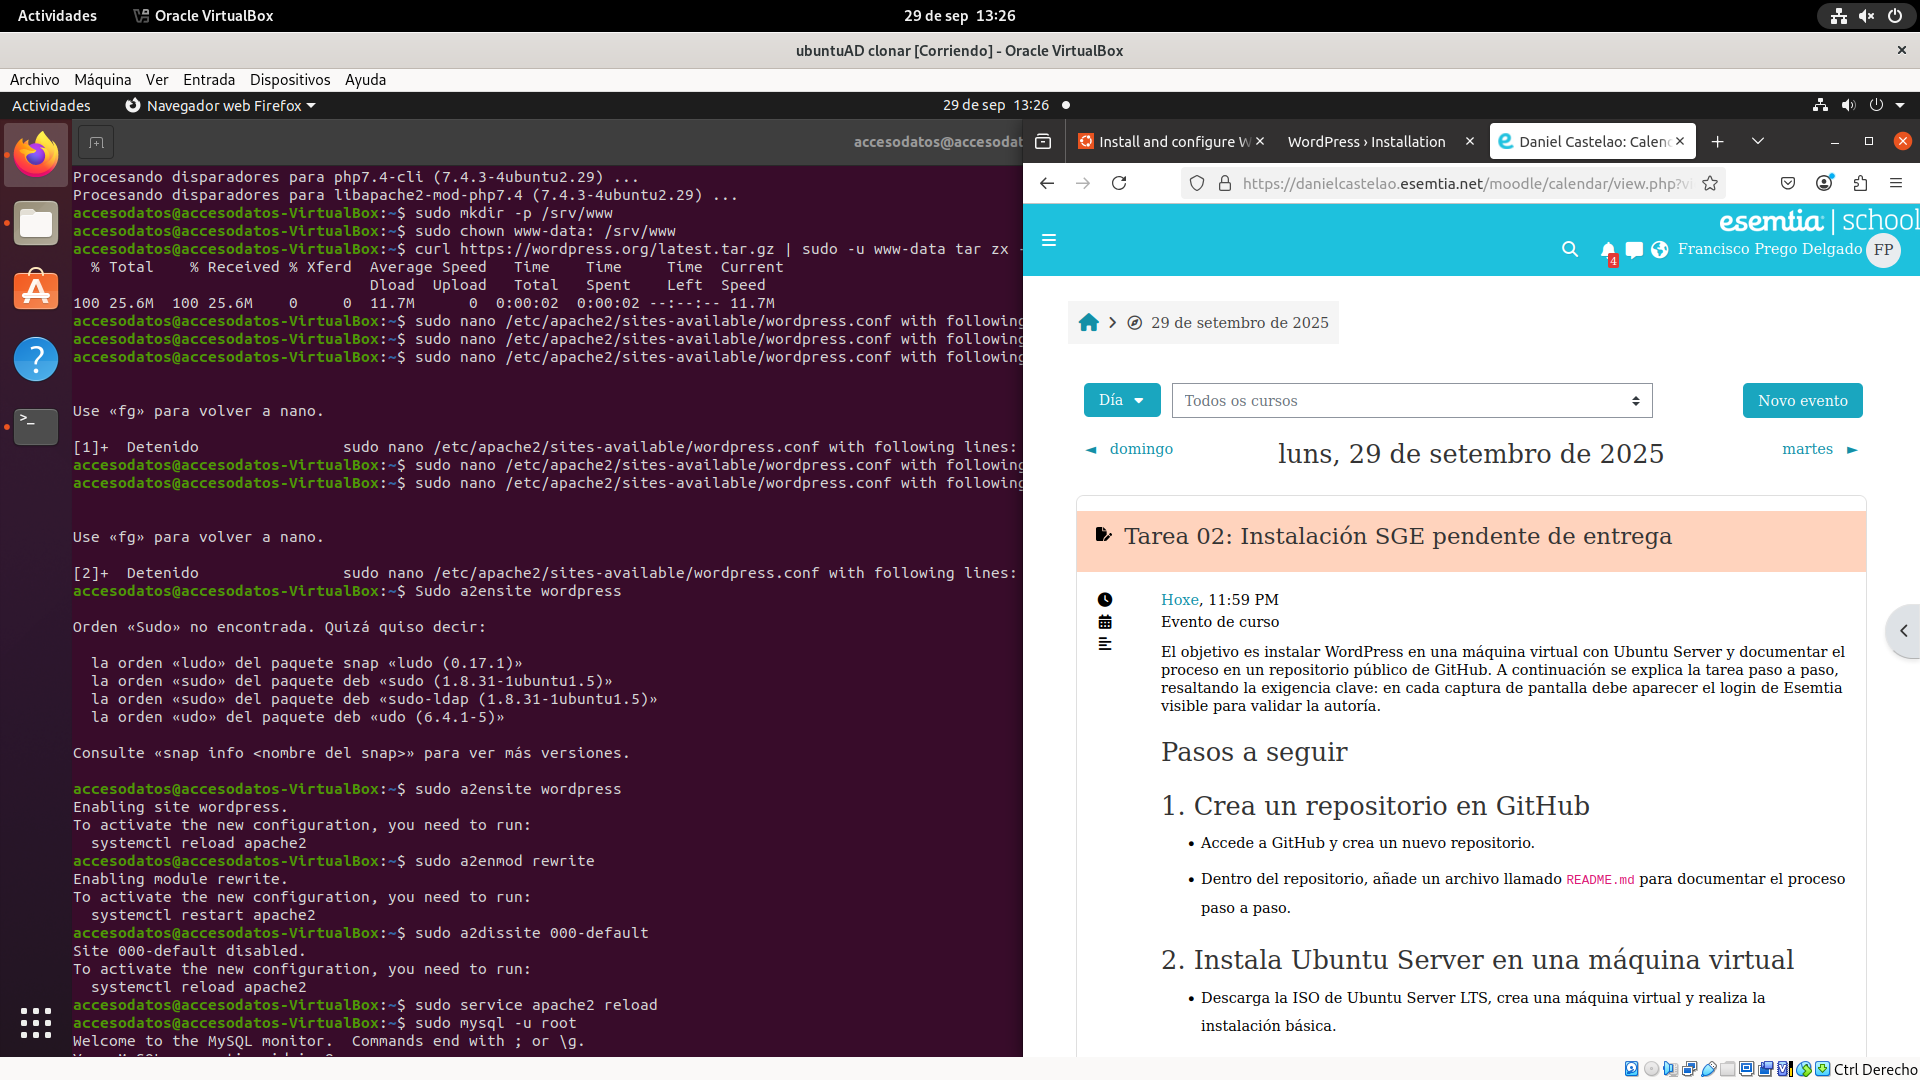 Actividades
Oracle VirtualBox
29 de sep 13:26
ubuntuAD clonar [Corriendo] - Oracle VirtualBox
Archivo Máquina Ver Entrada Dispositivos Ayuda
Actividades
Navegador web Firefox
29 de sep 13:26
accesodatos@accesodat
Procesando disparadores para php7.4-cli (7.4.3-4ubuntu2.29) ...
Procesando disparadores para libapache2-mod-php7.4 (7.4.3-4ubuntu2.29) ...
accesodatos@accesodatos-VirtualBox:~$ sudo mkdir -p /srv/www
accesodatos@accesodatos-VirtualBox:~$ sudo chown www-data: /srv/www
accesodatos@accesodatos-VirtualBox:~$ curl https://wordpress.org/latest.tar.gz | sudo -u www-data tar zx -
% Total % Received % Xferd Average Speed Time Time Time Current
Dload Upload Total Spent Left Speed
100 25.6M 100 25.6M 0 0 11.7M 0 0:00:02 0:00:02 --:--:-- 11.7M
accesodatos@accesodatos-VirtualBox:~$ sudo nano /etc/apache2/sites-available/wordpress.conf with following
accesodatos@accesodatos-VirtualBox:~$ sudo nano /etc/apache2/sites-available/wordpress.conf with following
accesodatos@accesodatos-VirtualBox:~$ sudo nano /etc/apache2/sites-available/wordpress.conf with following
Use «fg» para volver a nano.
[1]+ Detenido sudo nano /etc/apache2/sites-available/wordpress.conf with following lines:
accesodatos@accesodatos-VirtualBox:~$ sudo nano /etc/apache2/sites-available/wordpress.conf with following
accesodatos@accesodatos-VirtualBox:~$ sudo nano /etc/apache2/sites-available/wordpress.conf with following
Use «fg» para volver a nano.
[2]+ Detenido sudo nano /etc/apache2/sites-available/wordpress.conf with following lines:
accesodatos@accesodatos-VirtualBox:~$ Sudo a2ensite wordpress
Orden «Sudo» no encontrada. Quizá quiso decir:
la orden «ludo» del paquete snap «ludo (0.17.1)»
la orden «sudo» del paquete deb «sudo (1.8.31-1ubuntu1.5)»
la orden «sudo» del paquete deb «sudo-ldap (1.8.31-1ubuntu1.5)»
la orden «udo» del paquete deb «udo (6.4.1-5)»
Consulte «snap info <nombre del snap>» para ver más versiones.
accesodatos@accesodatos-VirtualBox:~$ sudo a2ensite wordpress
Enabling site wordpress.
To activate the new configuration, you need to run:
systemctl reload apache2
accesodatos@accesodatos-VirtualBox:~$ sudo a2enmod rewrite
Enabling module rewrite.
To activate the new configuration, you need to run:
systemctl restart apache2
accesodatos@accesodatos-VirtualBox:~$ sudo a2dissite 000-default
Site 000-default disabled.
To activate the new configuration, you need to run:
systemctl reload apache2
accesodatos@accesodatos-VirtualBox:~$ sudo service apache2 reload
accesodatos@accesodatos-VirtualBox:~$ sudo mysql -u root
Welcome to the MySQL monitor. Commands end with ; or \g.
Install and configure W
WordPress › Installation
Daniel Castelao: Calen
https://danielcastelao.esemtia.net/moodle/calendar/view.php?vi
esemtia | school
4
Francisco Prego Delgado FP
29 de setembro de 2025
Día
Todos os cursos
Novo evento
◄ domingo
luns, 29 de setembro de 2025
martes ►
Tarea 02: Instalación SGE pendente de entrega
Hoxe, 11:59 PM
Evento de curso
El objetivo es instalar WordPress en una máquina virtual con Ubuntu Server y documentar el
proceso en un repositorio público de GitHub. A continuación se explica la tarea paso a paso,
resaltando la exigencia clave: en cada captura de pantalla debe aparecer el login de Esemtia
visible para validar la autoría.
Pasos a seguir
1. Crea un repositorio en GitHub
• Accede a GitHub y crea un nuevo repositorio.
• Dentro del repositorio, añade un archivo llamado README.md para documentar el proceso
paso a paso.
2. Instala Ubuntu Server en una máquina virtual
• Descarga la ISO de Ubuntu Server LTS, crea una máquina virtual y realiza la
instalación básica.
Ctrl Derecho